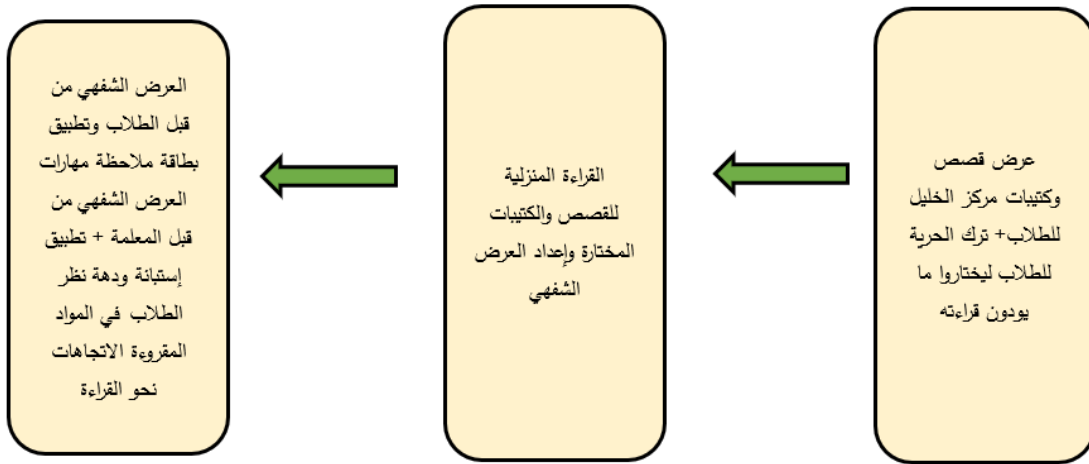 عرض قصص
وكتيبات مركز الخليل
للطلاب+ ترك الحرية
للطلاب ليختاروا ما
يودون قراءته
القراءة المنزلية
للقصص والكتيبات
المختارة وإعداد العرض
الشفهي
العرض الشفهي من
قبل الطلاب وتطبيق
بطاقة ملاحظة مهارات
العرض الشفهي من
قبل المعلمة + تطبيق
إستبانة ودهة نظر
الطلاب في المواد
المقروءة الاتجاهات
نحو القراءة